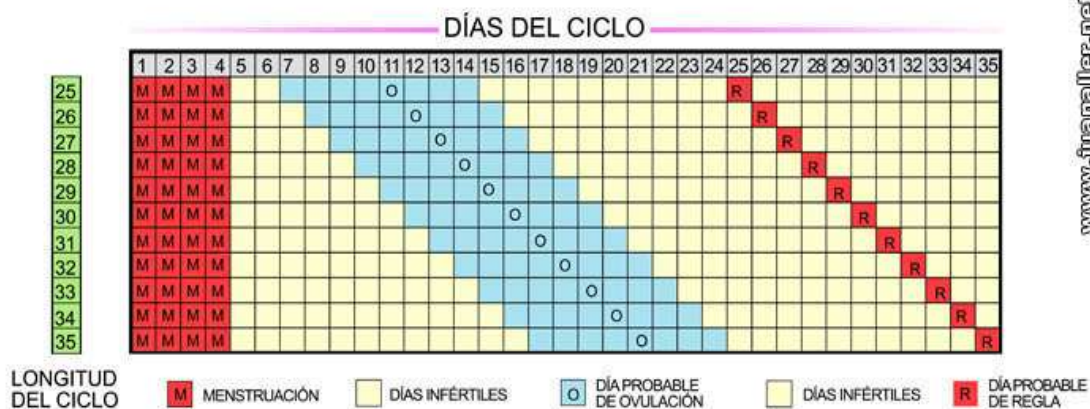 DÍAS DEL CICLO
1 2 3 4 5 6 7 8 9 10 11 12 13 14 15 16 17 18 19 20 21 22 23 24 25 26 27 28 29 30 31 32 33 34 35
25 M M M M O R
26 M M M M O R
27 M M M M O R
28 M M M M O R
29 M M M M O R
30 M M M M O R
31 M M M M O R
32 M M M M O R
33 M M M M O R
34 M M M M O R
35 M M M M O R
LONGITUD
DEL CICLO
M MENSTRUACIÓN
DÍAS INFÉRTILES
O DÍA PROBABLE
DE OVULACIÓN
DÍAS INFÉRTILES
R DÍA PROBABLE
DE REGLA